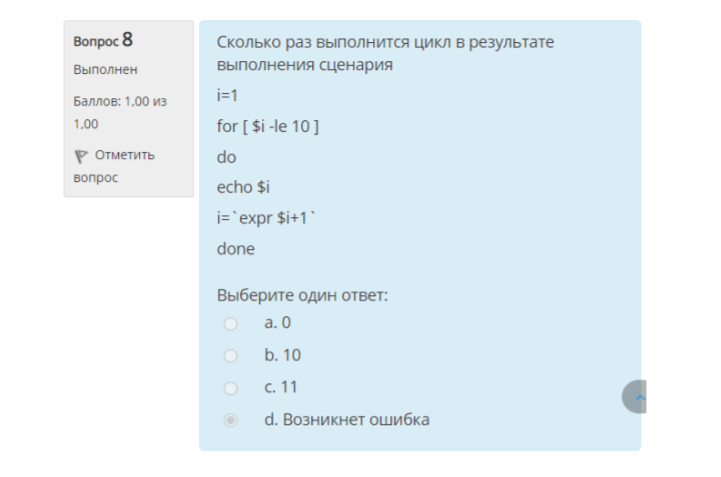 Вопрос 8
Выполнен
Баллов: 1,00 из
1,00
Отметить
вопрос
Сколько раз выполнится цикл в результате
выполнения сценария
i=1
for [ $i -le 10 ]
do
echo $i
i=`expr $i+1`
done
Выберите один ответ:
a. 0
b. 10
c. 11
d. Возникнет ошибка